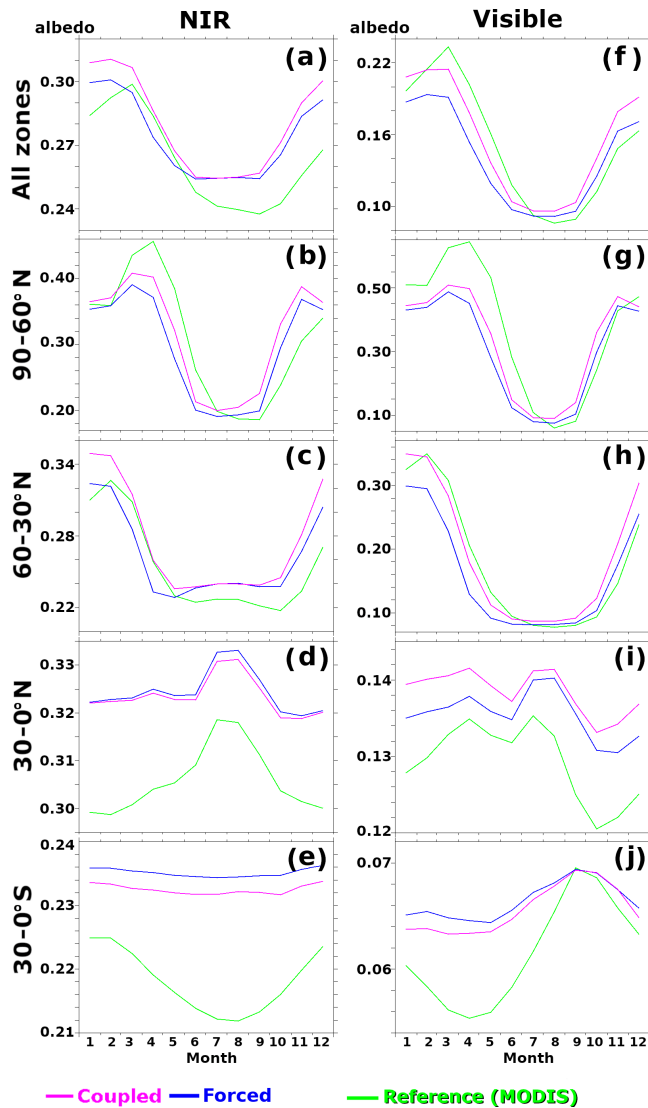 NIR Visible
albedo albedo
All zones
(a)
0.30
0.27
0.24
(f)
0.22
0.16
0.10
90-60°N
(b)
0.40
0.30
0.20
(g)
0.50
0.30
0.10
60-30°N
(c)
0.34
0.28
0.22
(h)
0.30
0.20
0.10
30-0°N
(d)
0.33
0.32
0.31
0.30
(i)
0.14
0.13
0.12
30-0°S
(e)
0.24
0.23
0.22
0.21
(j)
0.07
0.06
1 2 3 4 5 6 7 8 9 10 11 12 1 2 3 4 5 6 7 8 9 10 11 12
Month Month
Coupled Forced Reference (MODIS)